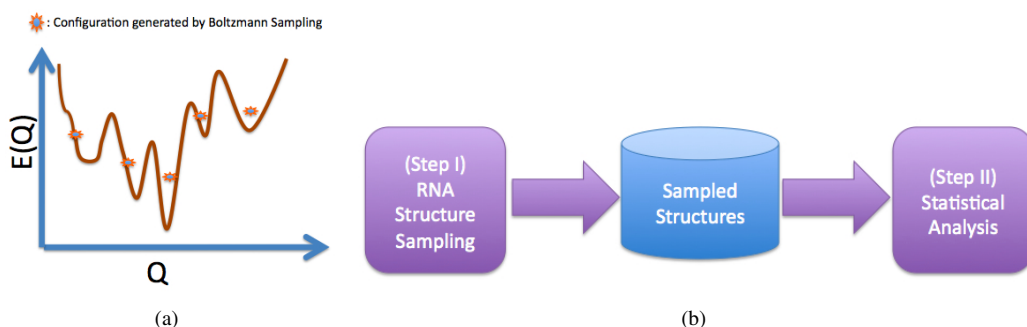 : Configuration generated by Boltzmann Sampling
E(Q)
Q
(a)
(Step I)
RNA
Structure
Sampling
Sampled
Structures
(Step II)
Statistical
Analysis
(b)